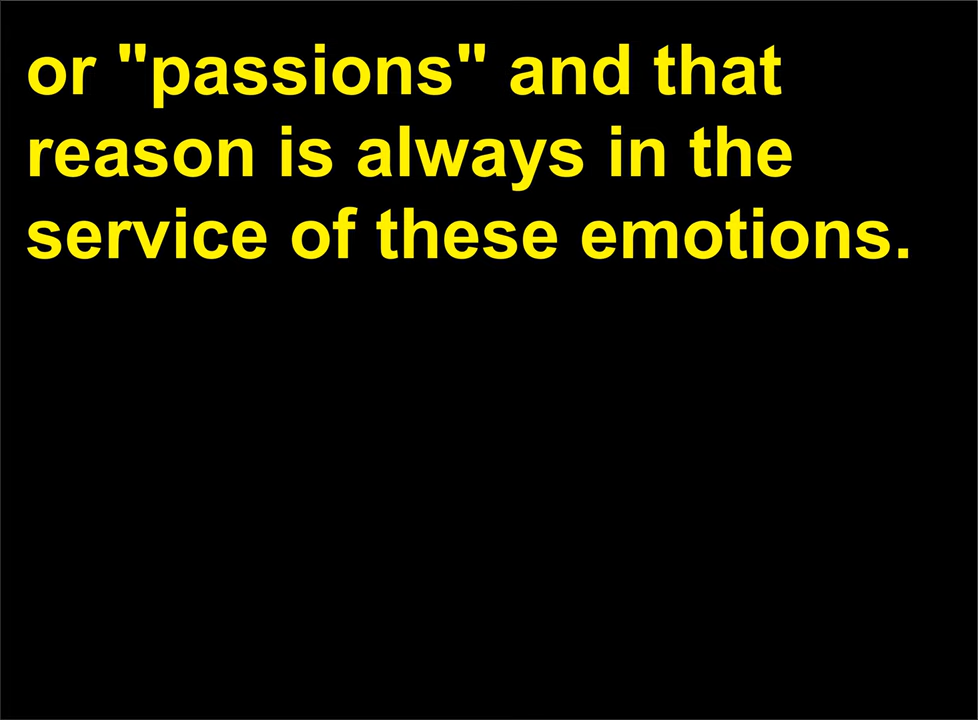 or "passions" and that
reason is always in the
service of these emotions.